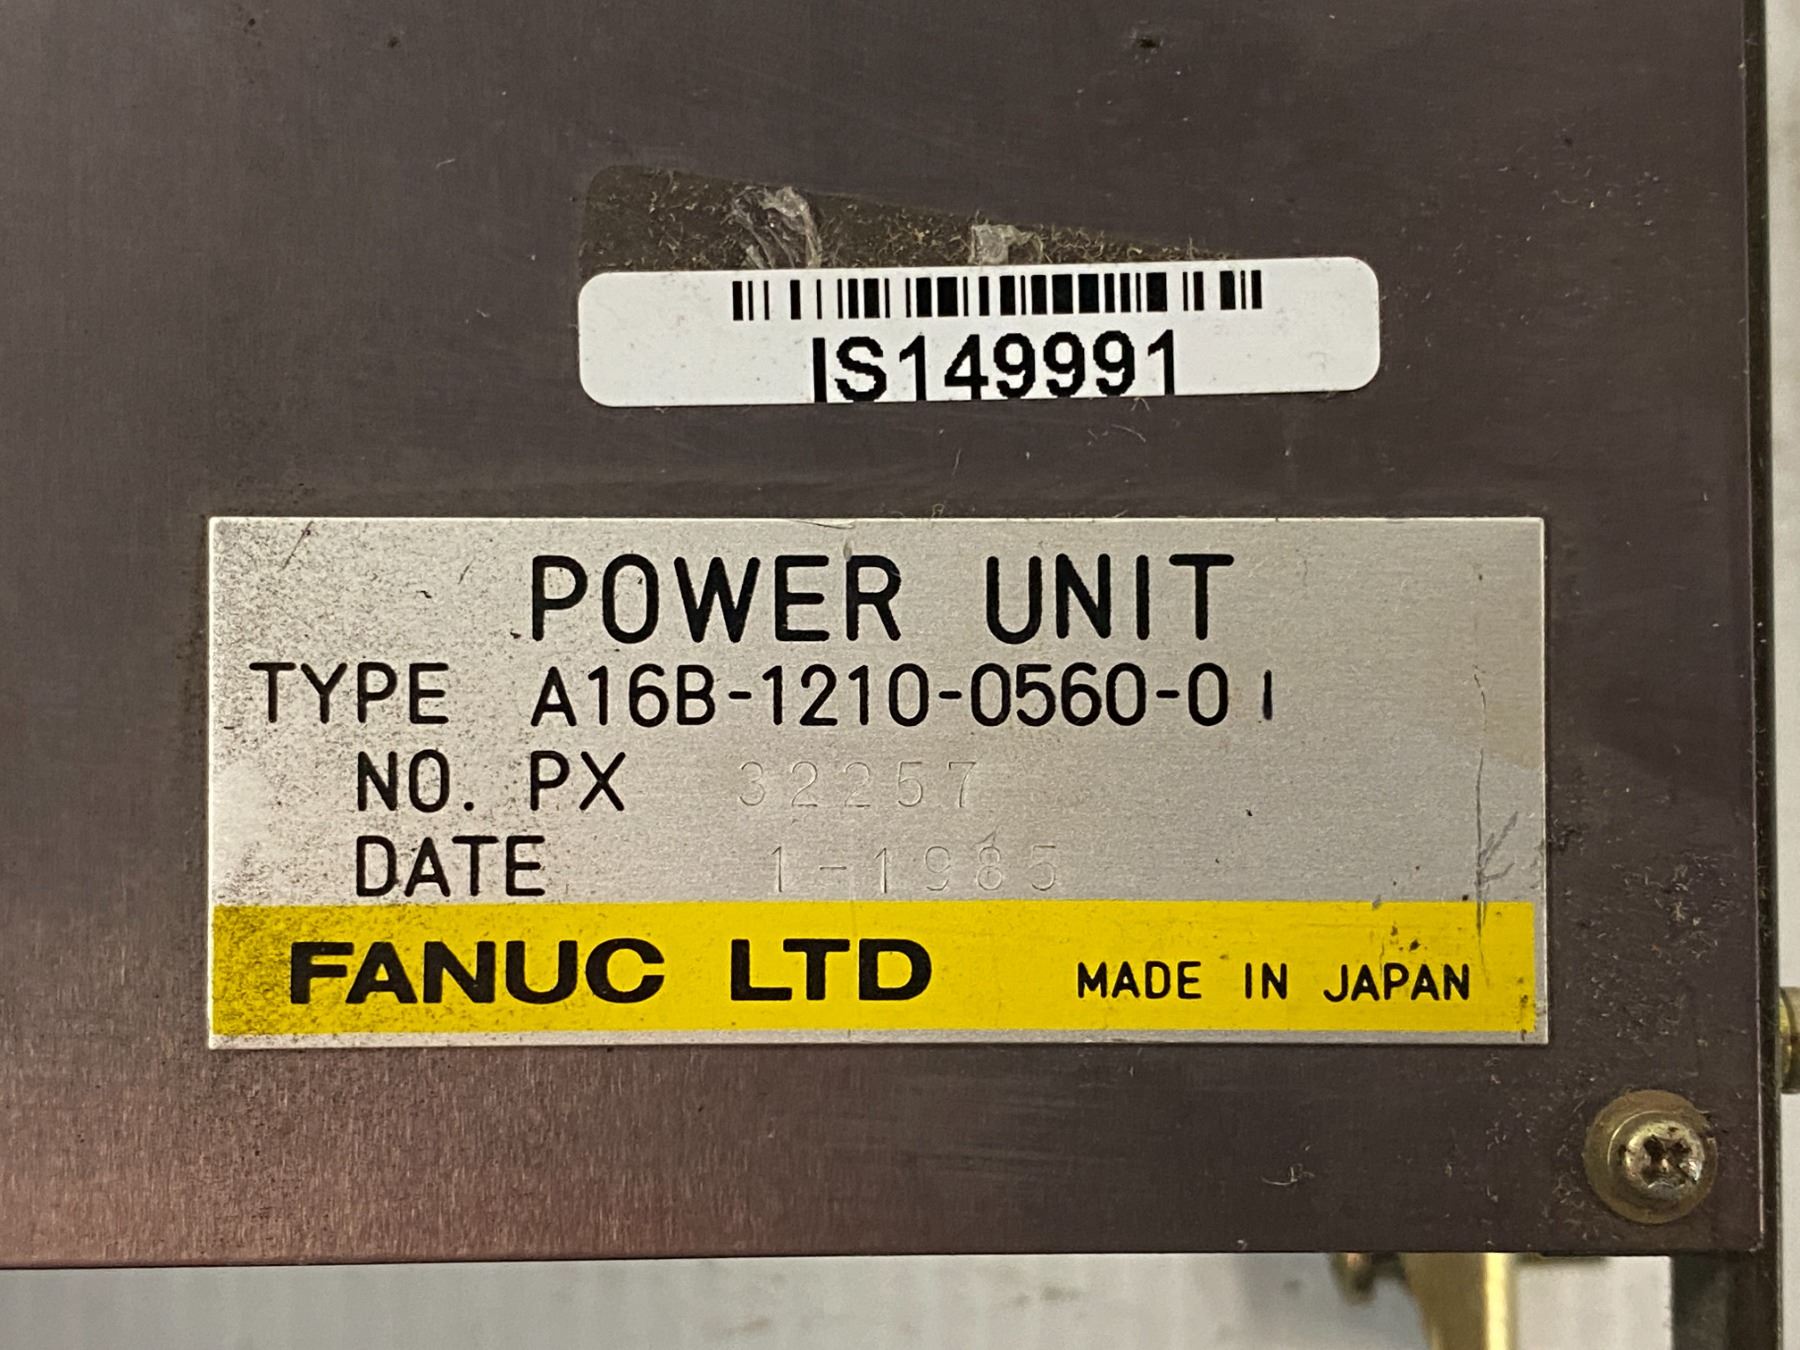 IS149991
POWER UNIT
TYPE A16B-1210-0560-01
NO. PX 32257
DATE 1-1985
FANUC LTD MADE IN JAPAN